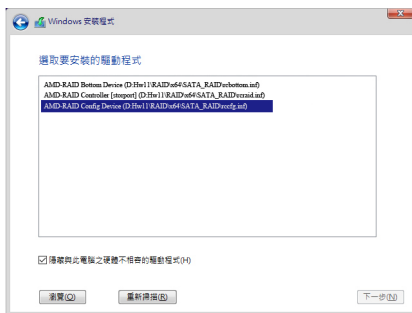 Windows 安裝程式
選取要安裝的驅動程式
AMD-RAID Bottom Device (D:\Hw11\RAID\x64\SATA_RAID\rcbottom.inf)
AMD-RAID Controller [storport] (D:\Hw11\RAID\x64\SATA_RAID\rcraid.inf)
AMD-RAID Config Device (D:\Hw11\RAID\x64\SATA_RAID\rccfg.inf)
隱藏與此電腦之硬體不相容的驅動程式(H)
瀏覽(O) 重新掃描(R) 下一步(N)